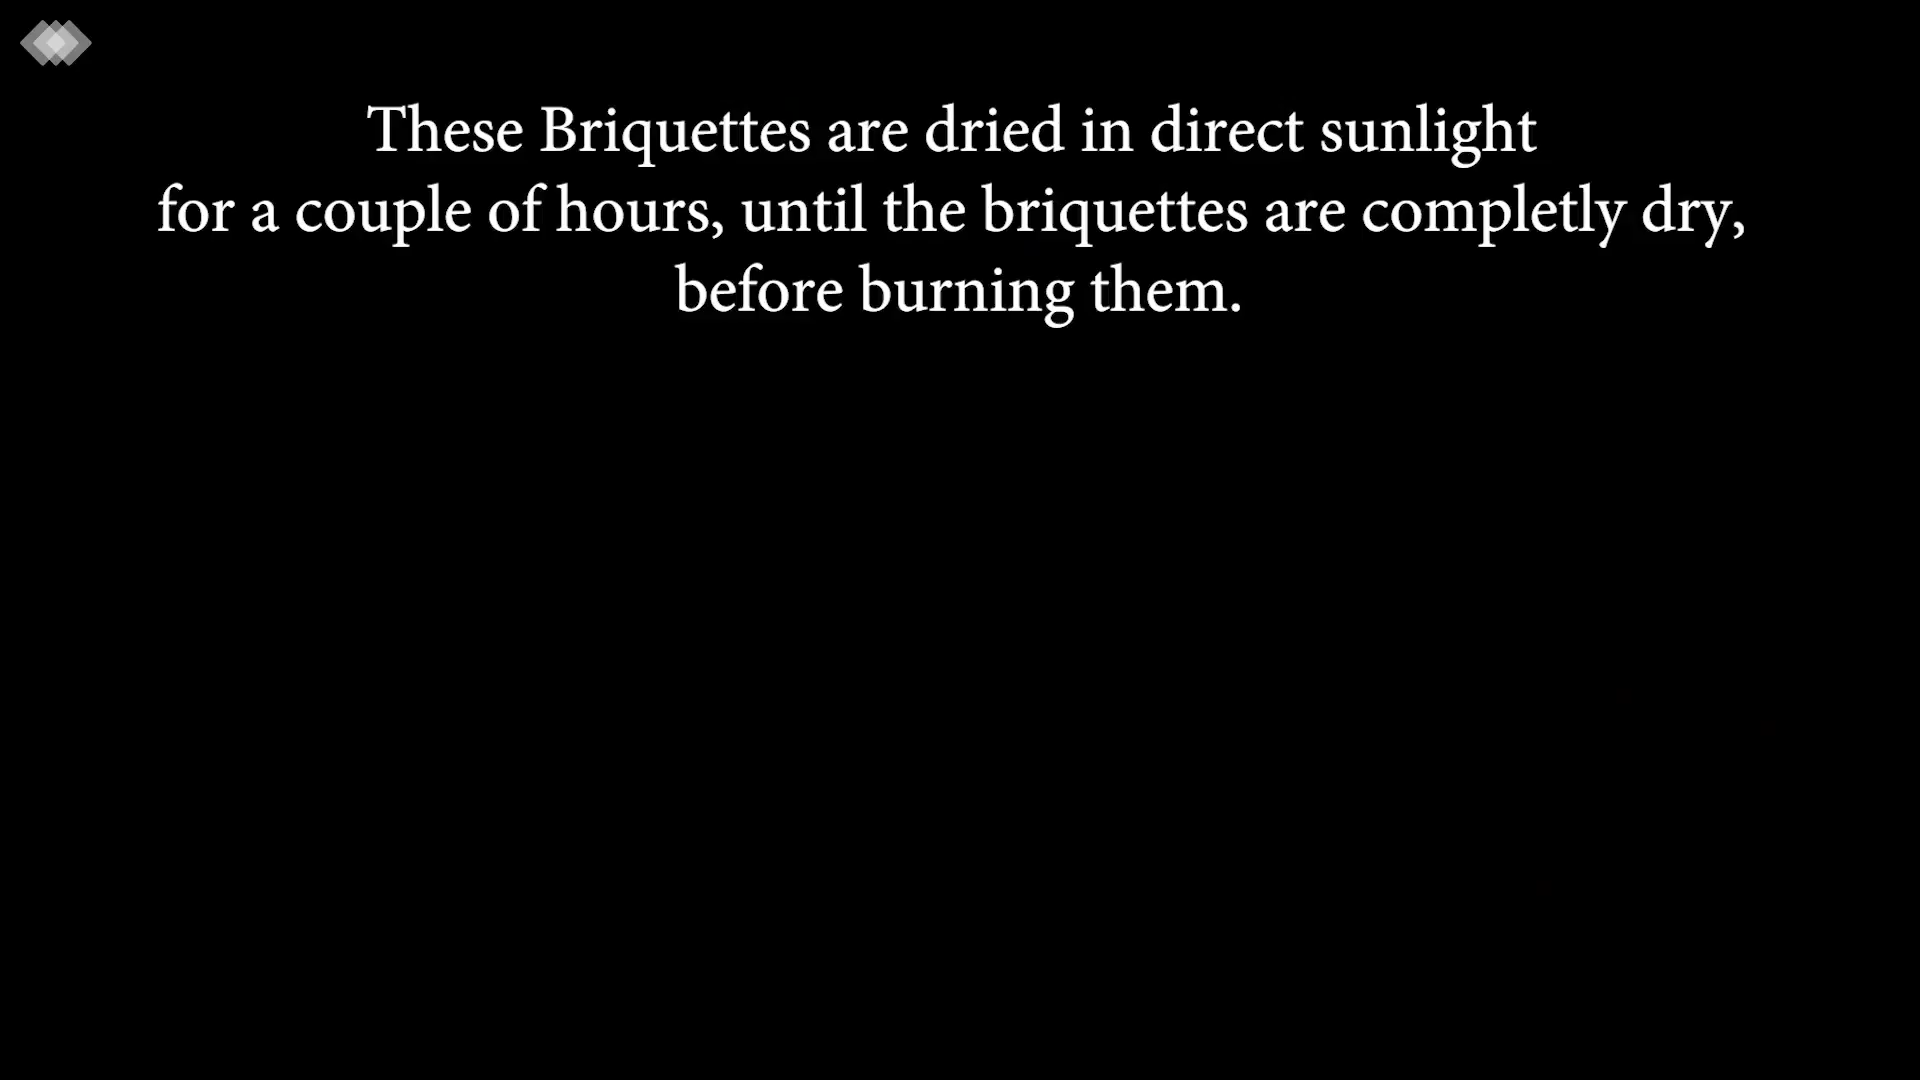 These Briquettes are dried in direct sunlight
for a couple of hours, until the briquettes are completly dry,
before burning them.